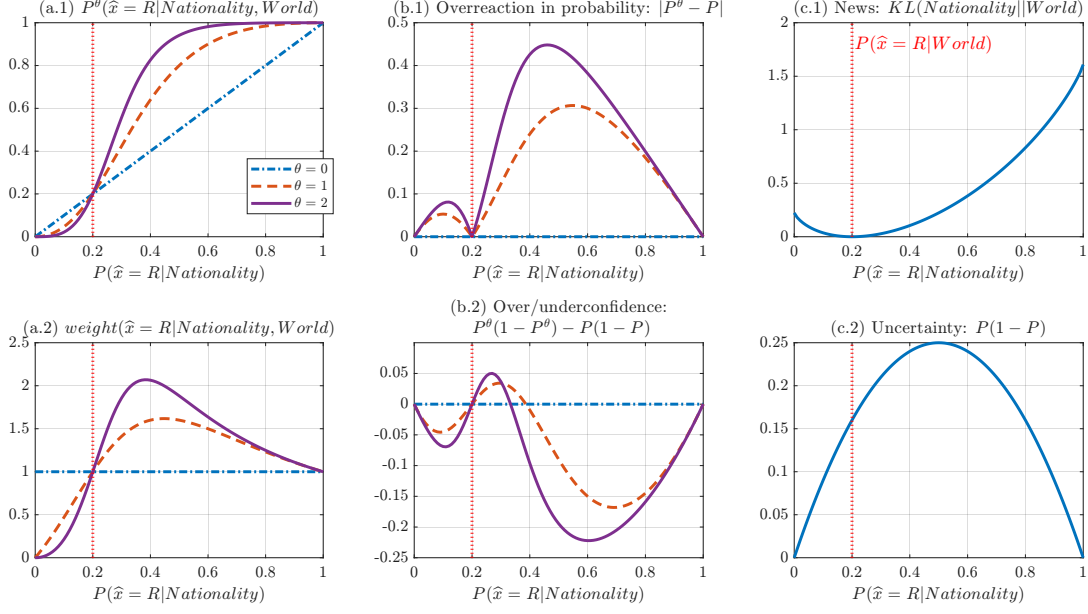 (a.1) P^θ(x̂ = R|Nationality, World)
1
0.8
0.6
0.4
0.2
0
0 0.2 0.4 0.6 0.8 1
P(x̂ = R|Nationality)
θ = 0
θ = 1
θ = 2
(b.1) Overreaction in probability: |P^θ − P|
0.5
0.4
0.3
0.2
0.1
0
0 0.2 0.4 0.6 0.8 1
P(x̂ = R|Nationality)
(c.1) News: KL(Nationality||World)
P(x̂ = R|World)
2
1.5
1
0.5
0
0 0.2 0.4 0.6 0.8 1
P(x̂ = R|Nationality)
(a.2) weight(x̂ = R|Nationality, World)
2.5
2
1.5
1
0.5
0
0 0.2 0.4 0.6 0.8 1
P(x̂ = R|Nationality)
(b.2) Over/underconfidence:
P^θ(1 − P^θ) − P(1 − P)
0.05
0
-0.05
-0.1
-0.15
-0.2
-0.25
0 0.2 0.4 0.6 0.8 1
P(x̂ = R|Nationality)
(c.2) Uncertainty: P(1 − P)
0.25
0.2
0.15
0.1
0.05
0
0 0.2 0.4 0.6 0.8 1
P(x̂ = R|Nationality)